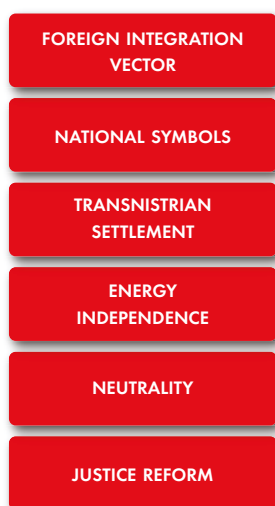 FOREIGN INTEGRATION
VECTOR
NATIONAL SYMBOLS
TRANSNISTRIAN
SETTLEMENT
ENERGY
INDEPENDENCE
NEUTRALITY
JUSTICE REFORM